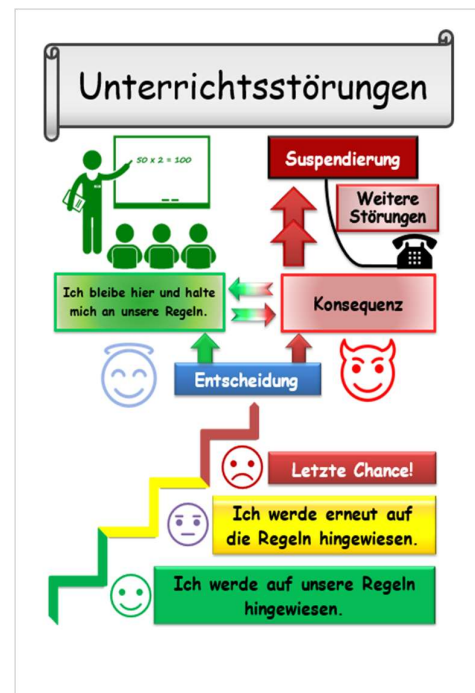 Unterrichtsstörungen
50 x 2 = 100
Suspendierung
Weitere
Störungen
Ich bleibe hier und halte
mich an unsere Regeln.
Konsequenz
Entscheidung
Letzte Chance!
Ich werde erneut auf
die Regeln hingewiesen.
Ich werde auf unsere Regeln
hingewiesen.